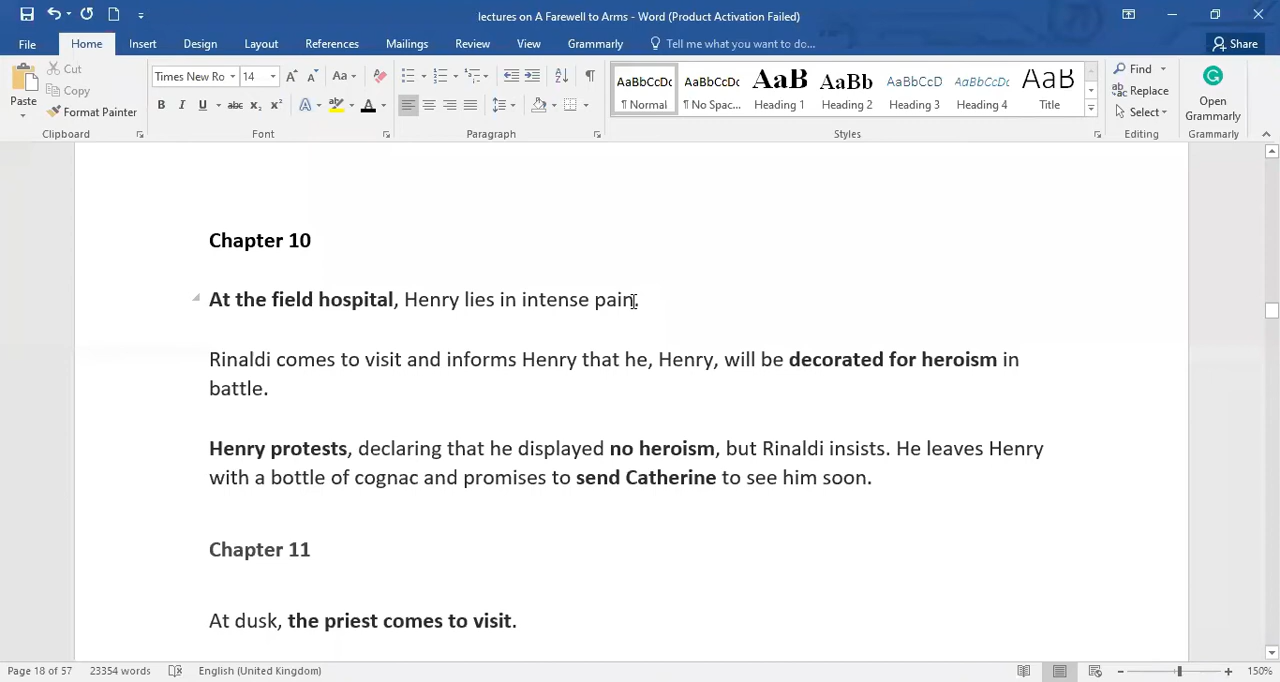 lectures on A Farewell to Arms - Word (Product Activation Failed)
File Home Insert Design Layout References Mailings Review View Grammarly Tell me what you want to do... Share
Paste Cut Copy Format Painter
Times New Ro 14
AaBbCcDc AaBbCcDc AaB AaBb AaBbCcD AaBbCcDc AaB
¶ Normal ¶ No Spac... Heading 1 Heading 2 Heading 3 Heading 4 Title
Find Replace Select
Open Grammarly
Clipboard Font Paragraph Styles Editing Grammarly
Chapter 10
At the field hospital, Henry lies in intense pain.
Rinaldi comes to visit and informs Henry that he, Henry, will be decorated for heroism in
battle.
Henry protests, declaring that he displayed no heroism, but Rinaldi insists. He leaves Henry
with a bottle of cognac and promises to send Catherine to see him soon.
Chapter 11
At dusk, the priest comes to visit.
Page 18 of 57 23354 words English (United Kingdom) 150%